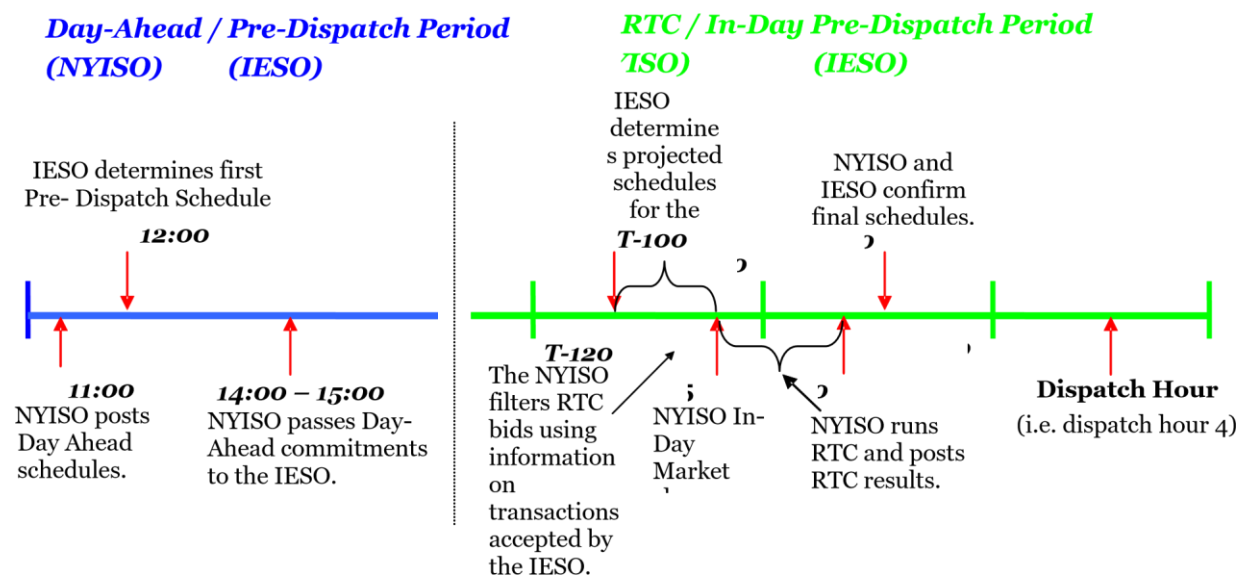 Day-Ahead / Pre-Dispatch Period
(NYISO) (IESO)
RTC / In-Day Pre-Dispatch Period
ISO) (IESO)
IESO determines first
Pre- Dispatch Schedule
12:00
11:00
NYISO posts
Day Ahead
schedules.
14:00 – 15:00
NYISO passes Day-
Ahead commitments
to the IESO.
IESO
determine
s projected
schedules
for the
T-100
NYISO and
IESO confirm
final schedules.
T-120
The NYISO
filters RTC
bids using
information
on
transactions
accepted by
the IESO.
NYISO In-
Day
Market
NYISO runs
RTC and posts
RTC results.
Dispatch Hour
(i.e. dispatch hour 4)